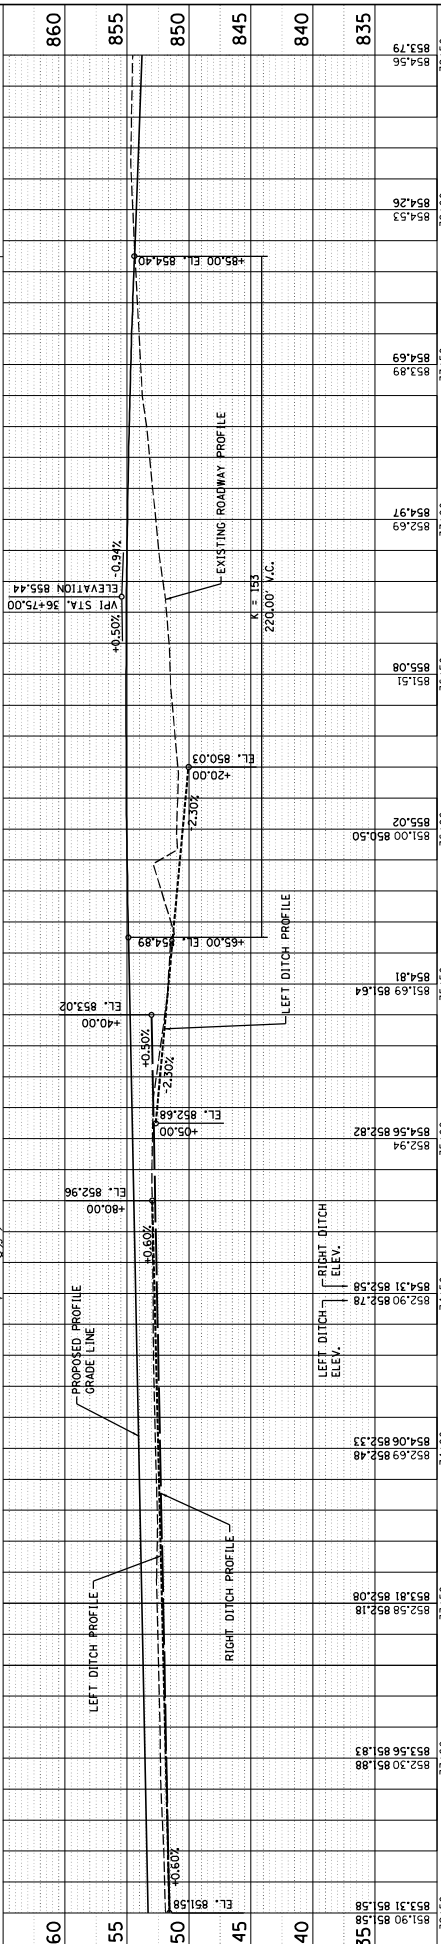 PROPOSED PROFILE
GRADE LINE
LEFT DITCH PROFILE
RIGHT DITCH PROFILE
+0.60%
EL. 851.58
+0.60%
+80.00
EL. 852.96
+05.00
EL. 852.68
-2.30%
+0.50%
+40.00
EL. 853.02
LEFT DITCH PROFILE
+65.00 EL. 854.89
-2.30%
+20.00
EL. 850.03
VPI STA. 36+75.00
ELEVATION 855.44
+0.50%
-0.94%
EXISTING ROADWAY PROFILE
K = 153
220.00' V.C.
+85.00 EL. 854.40
LEFT DITCH
ELEV.
RIGHT DITCH
ELEV.
860
855
850
845
840
835
851.90 851.58
853.31 851.58
852.30 851.88
853.56 851.83
852.58 852.18
853.81 852.08
852.69 852.48
854.06 852.33
852.90 852.78
854.31 852.58
852.94
854.56 852.82
851.69 851.64
854.81
851.00 850.50
855.02
851.51
855.08
852.69
854.97
853.89
854.69
854.53
854.26
854.56
853.79